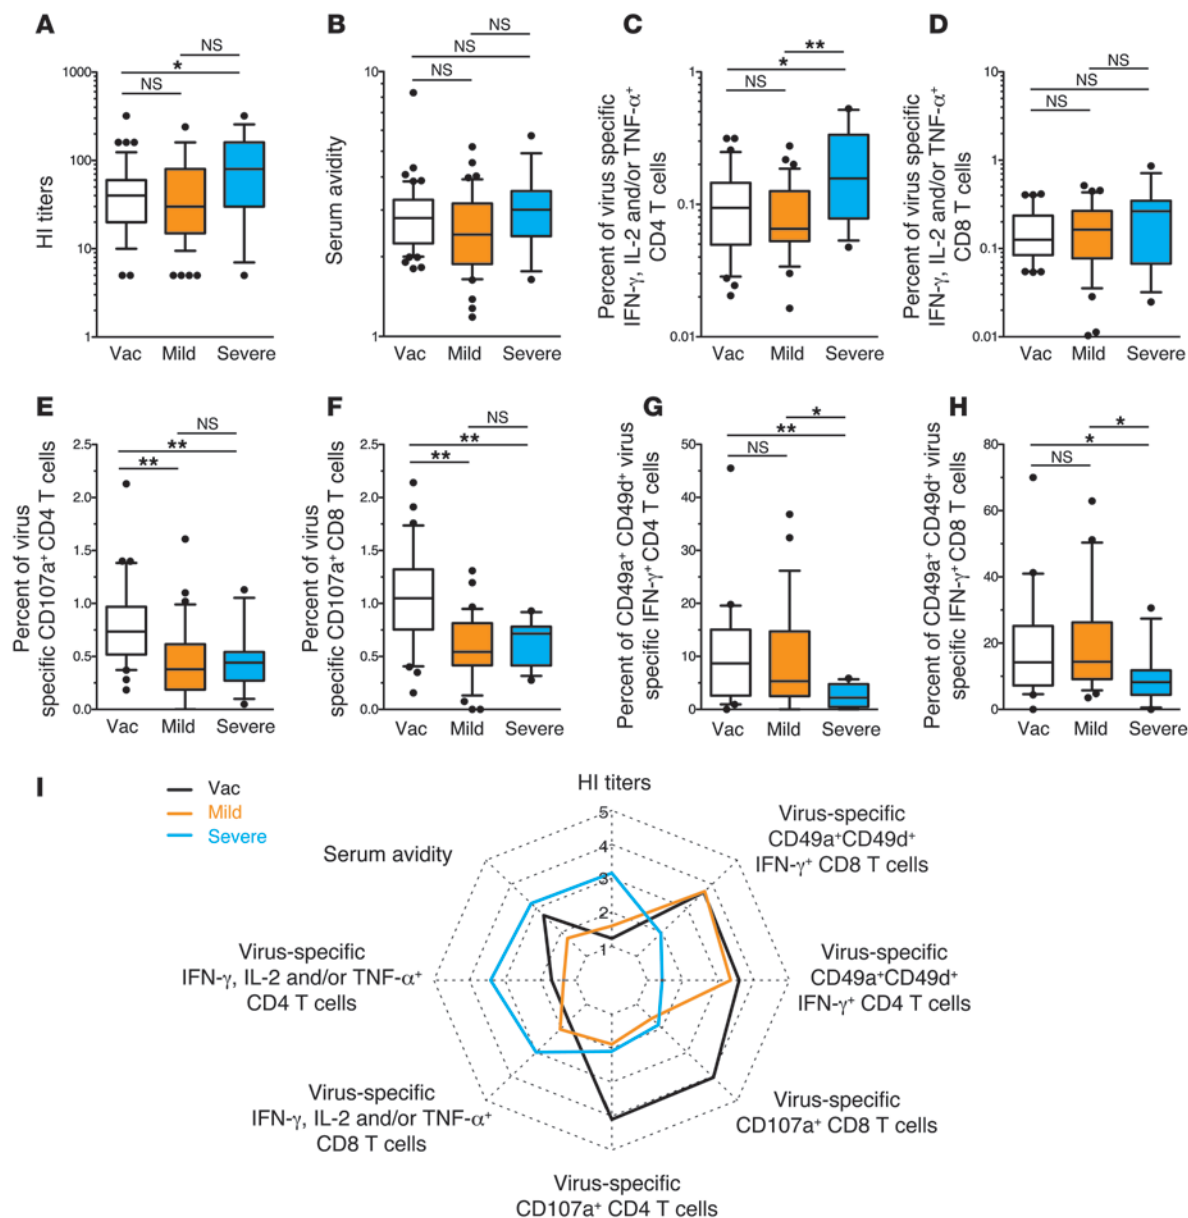 A
NS
*
NS
HI titers
1000
100
10
1
Vac Mild Severe
B
NS
NS
NS
Serum avidity
10
1
Vac Mild Severe
C
**
*
NS
Percent of virus specific
IFN-γ, IL-2 and/or TNF-α⁺
CD4 T cells
1
0.1
0.01
Vac Mild Severe
D
NS
NS
NS
Percent of virus specific
IFN-γ, IL-2 and/or TNF-α⁺
CD8 T cells
10
1
0.1
0.01
Vac Mild Severe
E
NS
**
**
Percent of virus
specific CD107a⁺ CD4 T cells
2.5
2.0
1.5
1.0
0.5
0.0
Vac Mild Severe
F
NS
**
**
Percent of virus
specific CD107a⁺ CD8 T cells
2.5
2.0
1.5
1.0
0.5
0.0
Vac Mild Severe
G
*
**
NS
Percent of CD49a⁺ CD49d⁺ virus
specific IFN-γ⁺ CD4 T cells
50
40
30
20
10
0
Vac Mild Severe
H
*
*
NS
Percent of CD49a⁺ CD49d⁺ virus
specific IFN-γ⁺ CD8 T cells
80
60
40
20
0
Vac Mild Severe
I
Vac
Mild
Severe
HI titers
5
4
3
2
1
Virus-specific
CD49a⁺CD49d⁺
IFN-γ⁺ CD8 T cells
Virus-specific
CD49a⁺CD49d⁺
IFN-γ⁺ CD4 T cells
Virus-specific
CD107a⁺ CD8 T cells
Virus-specific
CD107a⁺ CD4 T cells
Virus-specific
IFN-γ, IL-2 and/or TNF-α⁺
CD8 T cells
Virus-specific
IFN-γ, IL-2 and/or TNF-α⁺
CD4 T cells
Serum avidity